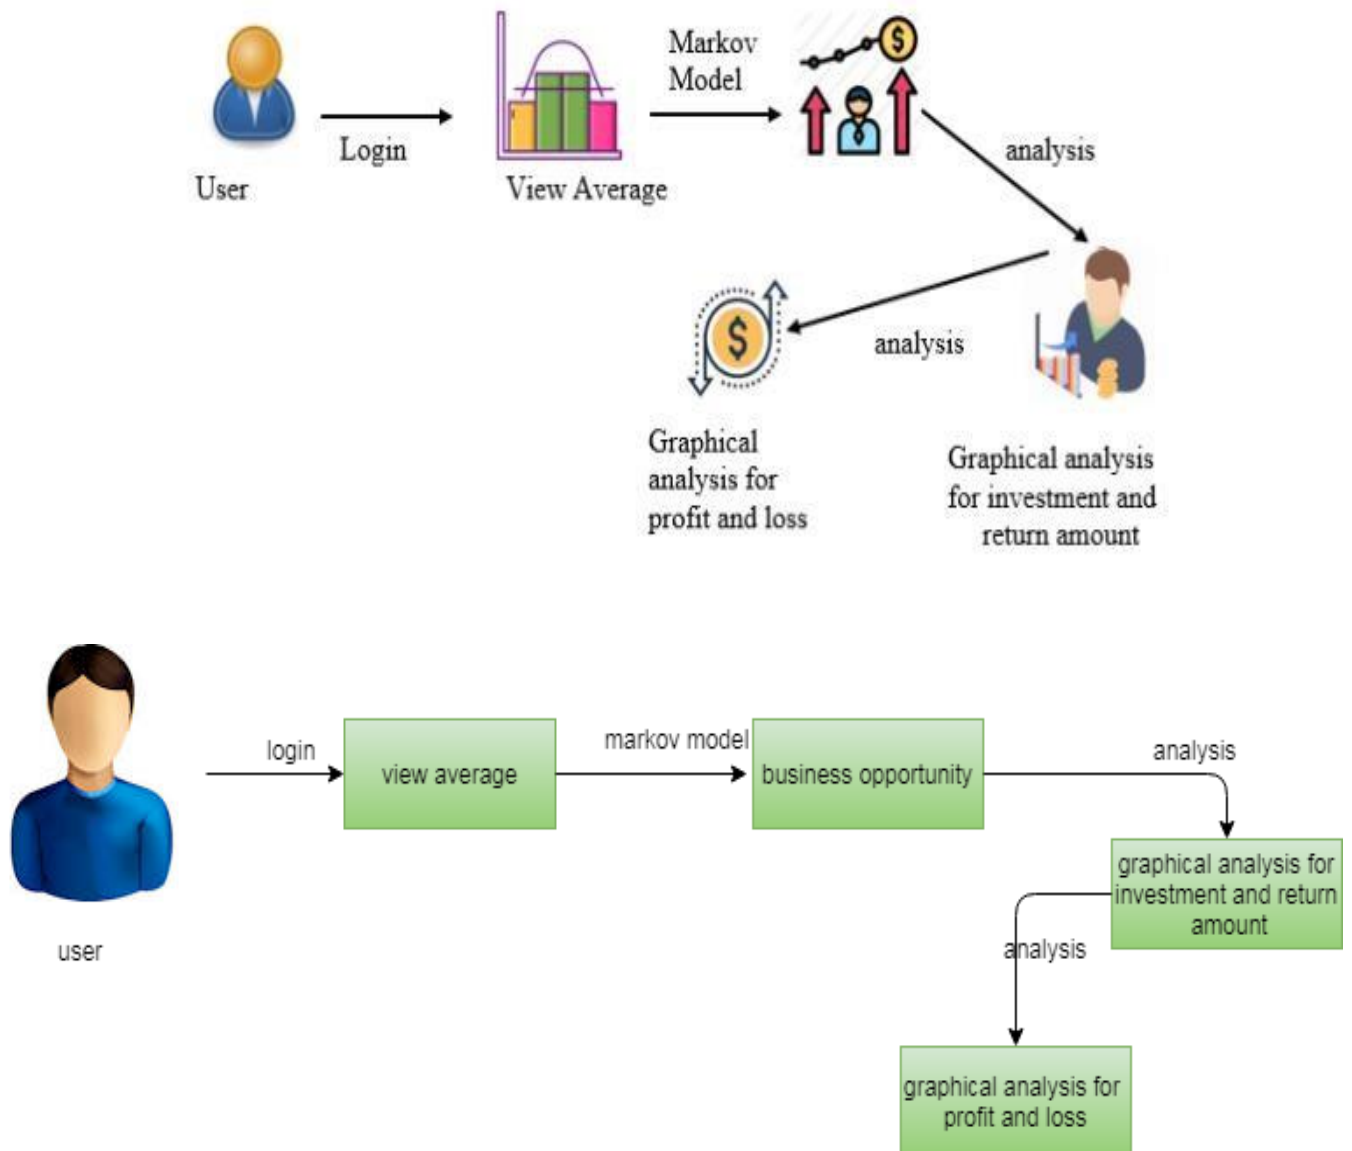 Markov
Model
Login
analysis
User
View Average
analysis
Graphical
analysis for
profit and loss
Graphical analysis
for investment and
return amount
login
markov model
analysis
view average
business opportunity
graphical analysis for
investment and return
amount
user
analysis
graphical analysis for
profit and loss